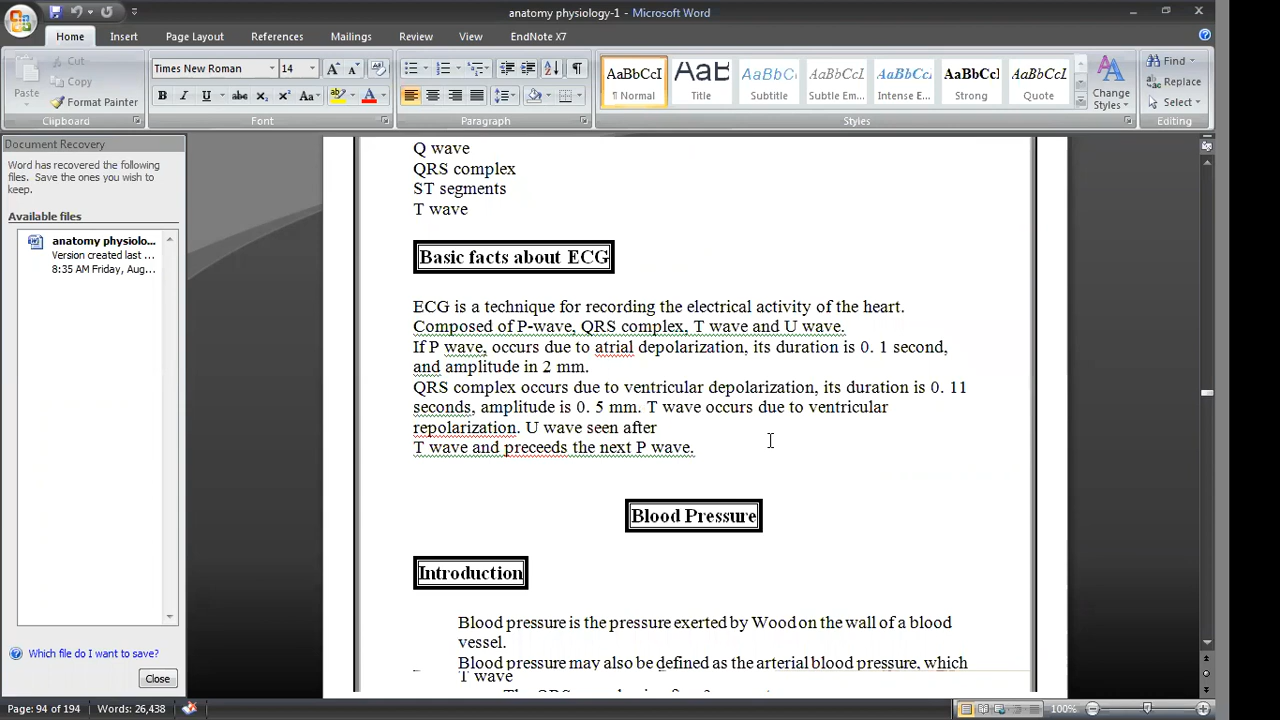 anatomy physiology-1 - Microsoft Word
Home Insert Page Layout References Mailings Review View EndNote X7
Paste
Cut
Copy
Format Painter
Clipboard
Times New Roman 14
Font
Paragraph
AaBbCcI AaB AaBbCcI AaBbCcI AaBbCcI AaBbCcI AaBbCcI
¶ Normal Title Subtitle Subtle Em... Intense E... Strong Quote
Change
Styles
Styles
Find
Replace
Select
Editing
Document Recovery
Word has recovered the following
files. Save the ones you wish to
keep.
Available files
anatomy physiolo...
Version created last ...
8:35 AM Friday, Aug...
Which file do I want to save?
Close
Q wave
QRS complex
ST segments
T wave
Basic facts about ECG
ECG is a technique for recording the electrical activity of the heart.
Composed of P-wave, QRS complex, T wave and U wave.
If P wave, occurs due to atrial depolarization, its duration is 0. 1 second,
and amplitude in 2 mm.
QRS complex occurs due to ventricular depolarization, its duration is 0. 11
seconds, amplitude is 0. 5 mm. T wave occurs due to ventricular
repolarization. U wave seen after
T wave and preceeds the next P wave.
Blood Pressure
Introduction
Blood pressure is the pressure exerted by Wood on the wall of a blood
vessel.
Blood pressure may also be defined as the arterial blood pressure, which
T wave
Page: 94 of 194 Words: 26,438 100%